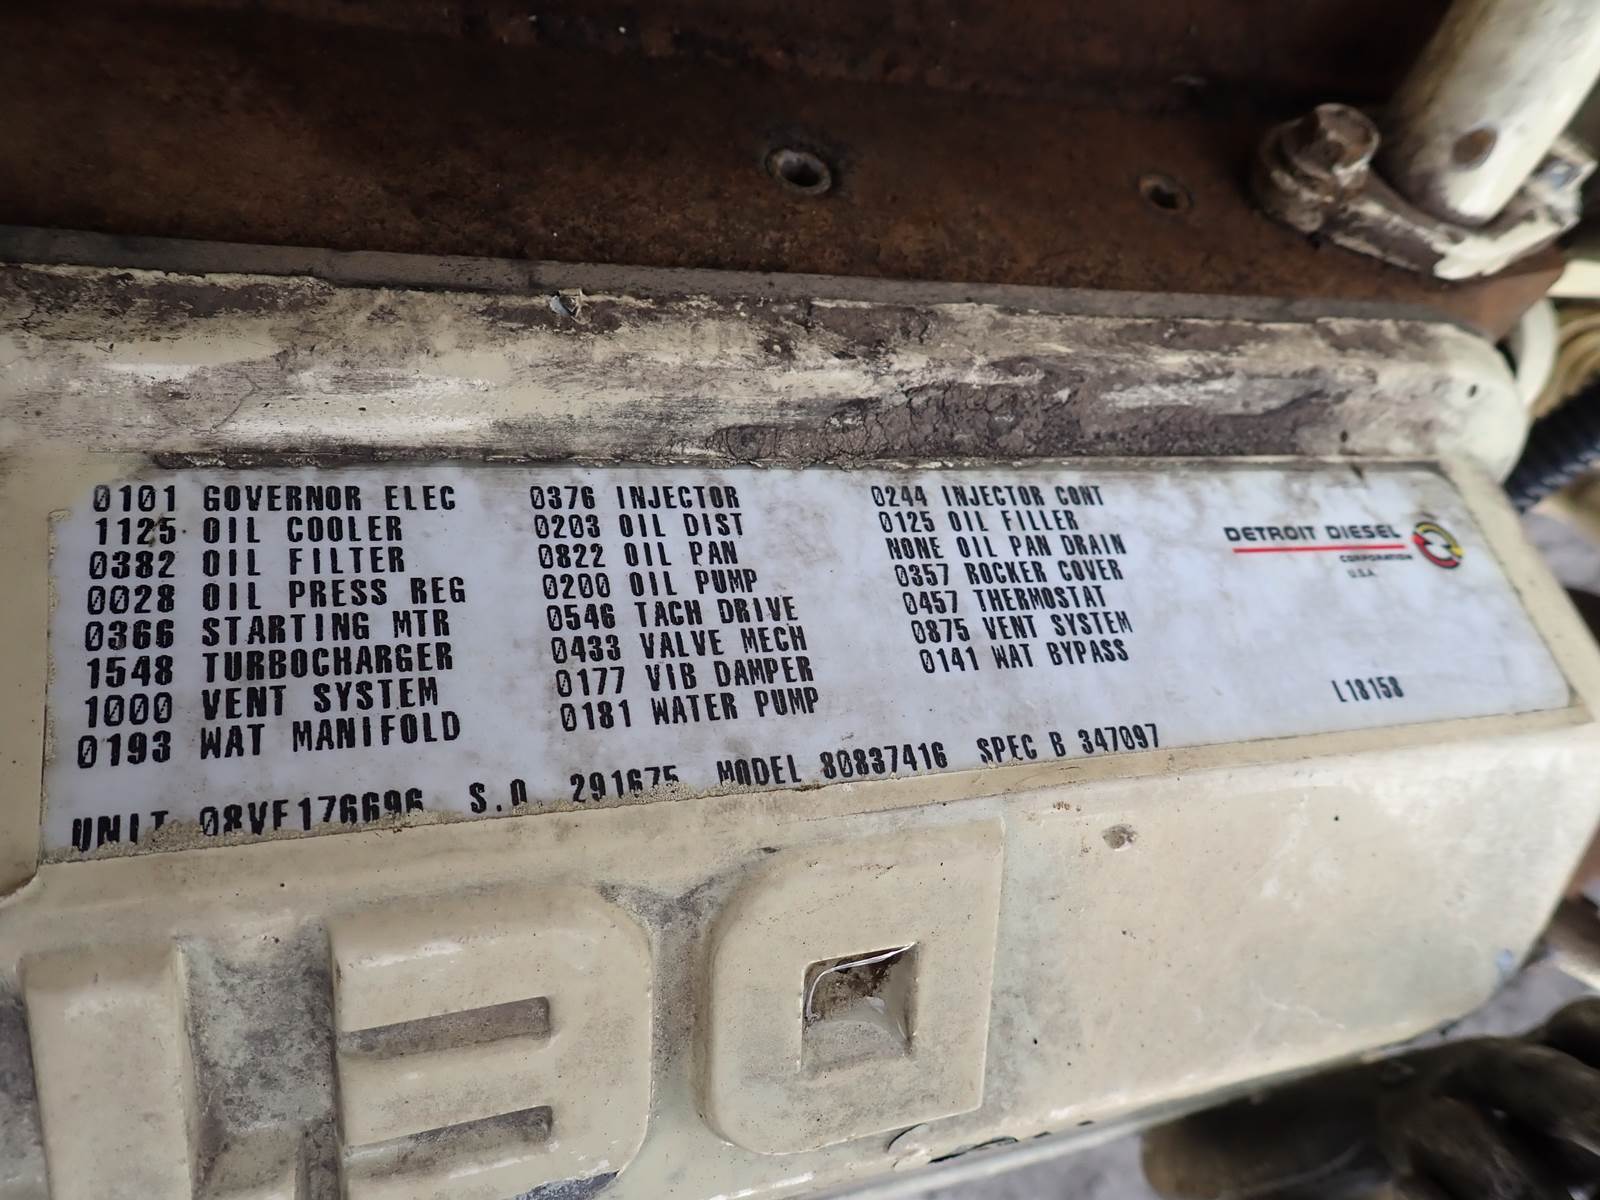 0101 GOVERNOR ELEC
1125 OIL COOLER
0382 OIL FILTER
0028 OIL PRESS REG
0366 STARTING MTR
1548 TURBOCHARGER
1000 VENT SYSTEM
0193 WAT MANIFOLD
0376 INJECTOR
0203 OIL DIST
0822 OIL PAN
0200 OIL PUMP
0546 TACH DRIVE
0433 VALVE MECH
0177 VIB DAMPER
0181 WATER PUMP
0244 INJECTOR CONT
0125 OIL FILLER
NONE OIL PAN DRAIN
0357 ROCKER COVER
0457 THERMOSTAT
0875 VENT SYSTEM
0141 WAT BYPASS
DETROIT DIESEL
CORPORATION
U.S.A.
L18158
UNIT 08VF176696 S.O. 291675 MODEL 80837416 SPEC B 347097